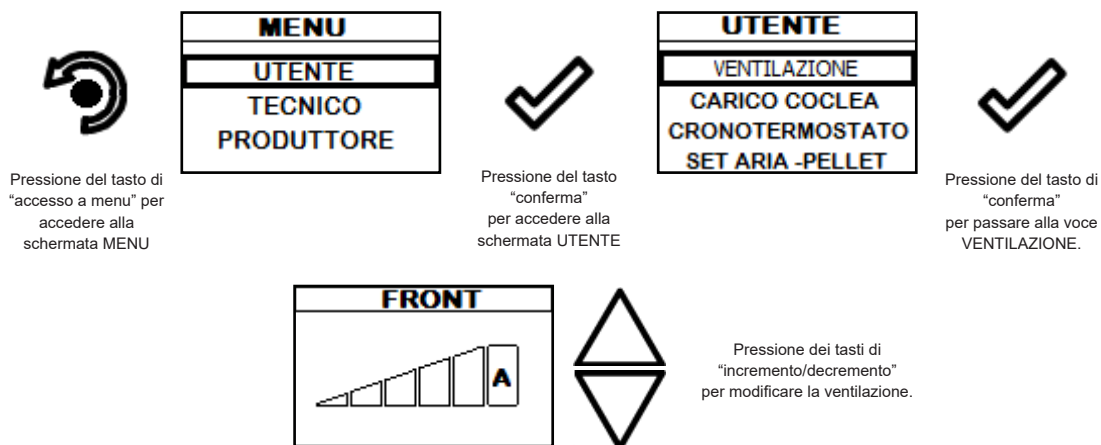 MENU
UTENTE
TECNICO
PRODUTTORE
UTENTE
VENTILAZIONE
CARICO COCLEA
CRONOTERMOSTATO
SET ARIA -PELLET
Pressione del tasto di
“accesso a menu” per
accedere alla
schermata MENU
Pressione del tasto
“conferma”
per accedere alla
schermata UTENTE
Pressione del tasto di
“conferma”
per passare alla voce
VENTILAZIONE.
FRONT
A
Pressione dei tasti di
“incremento/decremento”
per modificare la ventilazione.